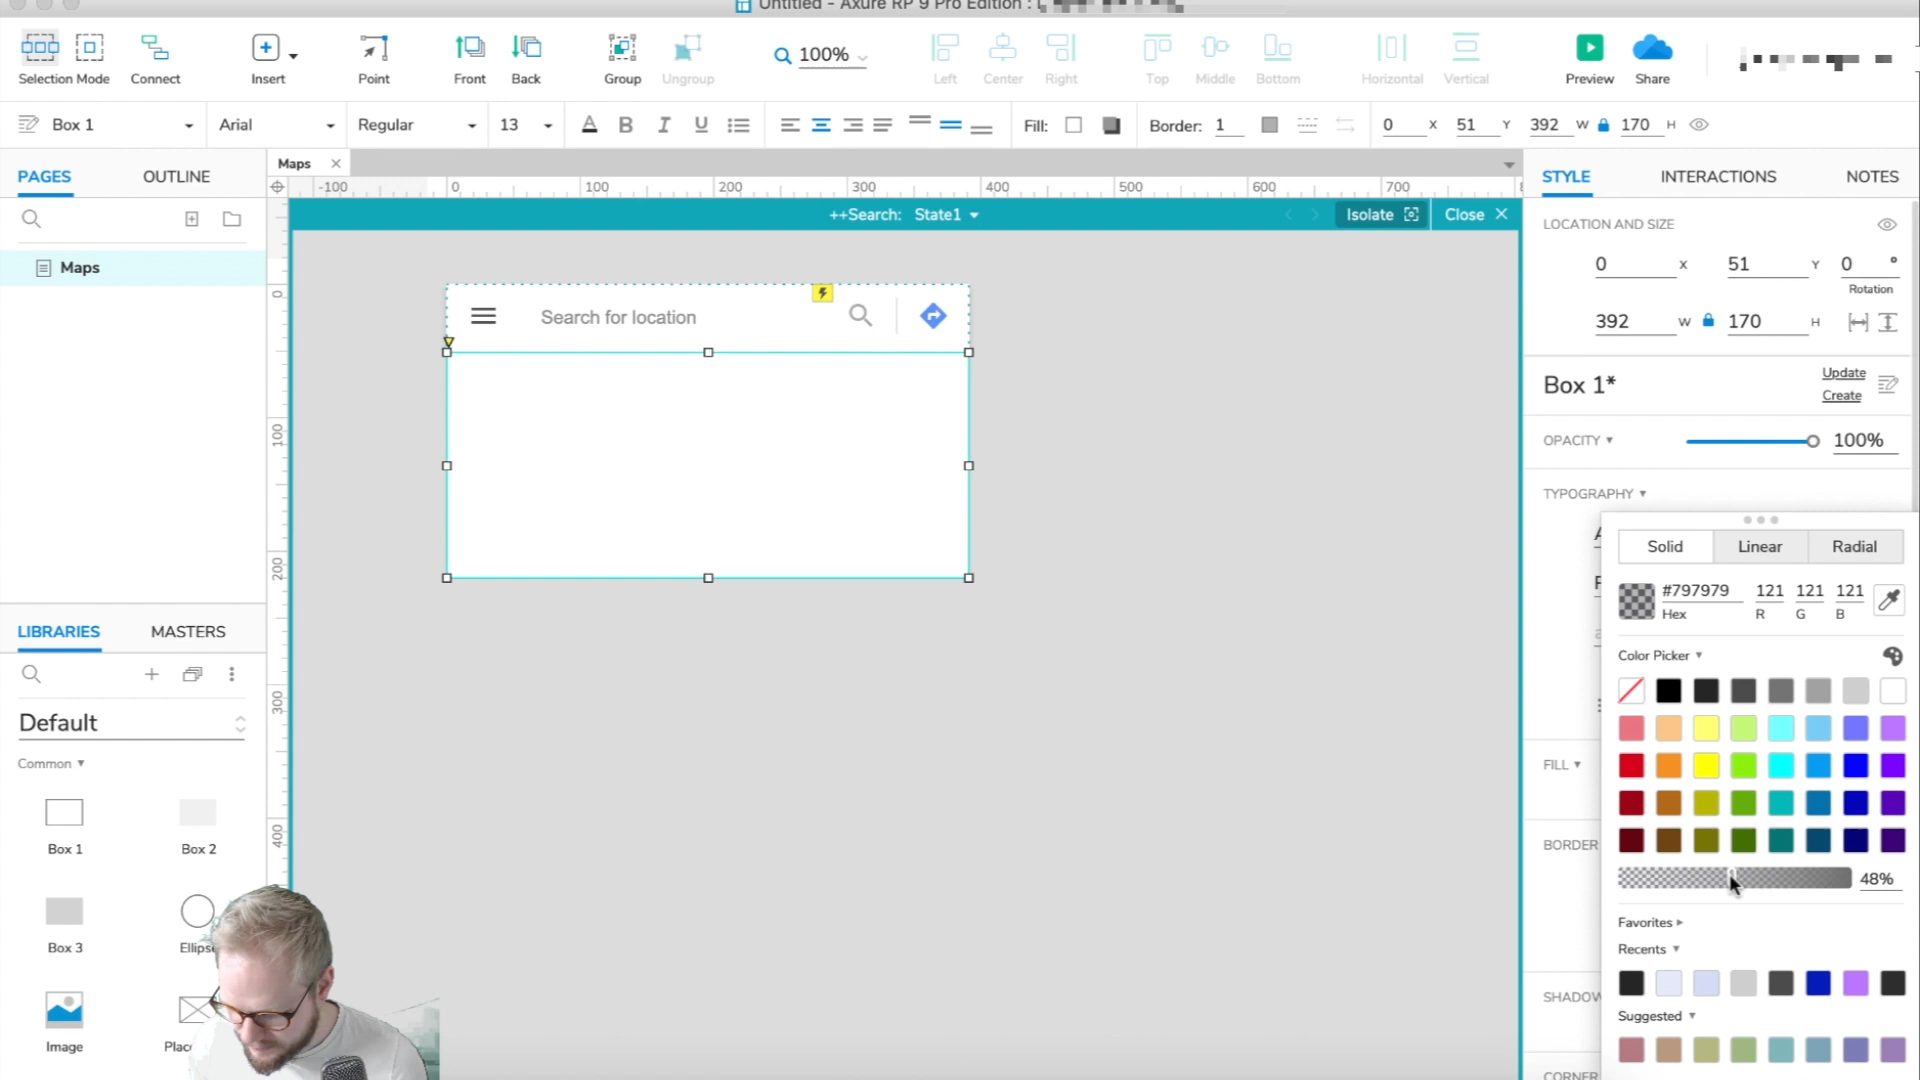 Untitled - Axure RP 9 Pro Edition :
Selection Mode
Connect
Insert
Point
Front
Back
Group
Ungroup
100%
Left
Center
Right
Top
Middle
Bottom
Horizontal
Vertical
Preview
Share
Box 1
Arial
Regular
13
Fill:
Border: 1
0 X
51 Y
392 W
170 H
PAGES
OUTLINE
Maps
-100 0 100 200 300 400 500 600 700
STYLE
INTERACTIONS
NOTES
++Search: State1
Isolate
Close
LOCATION AND SIZE
Maps
0 X
51 Y
0 °
Rotation
392 W
170 H
0
100
200
300
400
Search for location
Box 1*
Update
Create
OPACITY
100%
TYPOGRAPHY
Solid
Linear
Radial
#797979 121 121 121
Hex R G B
LIBRARIES
MASTERS
Color Picker
Default
Common
FILL
Box 1
Box 2
BORDER
48%
Favorites
Box 3
Recents
SHADOW
Suggested
Image